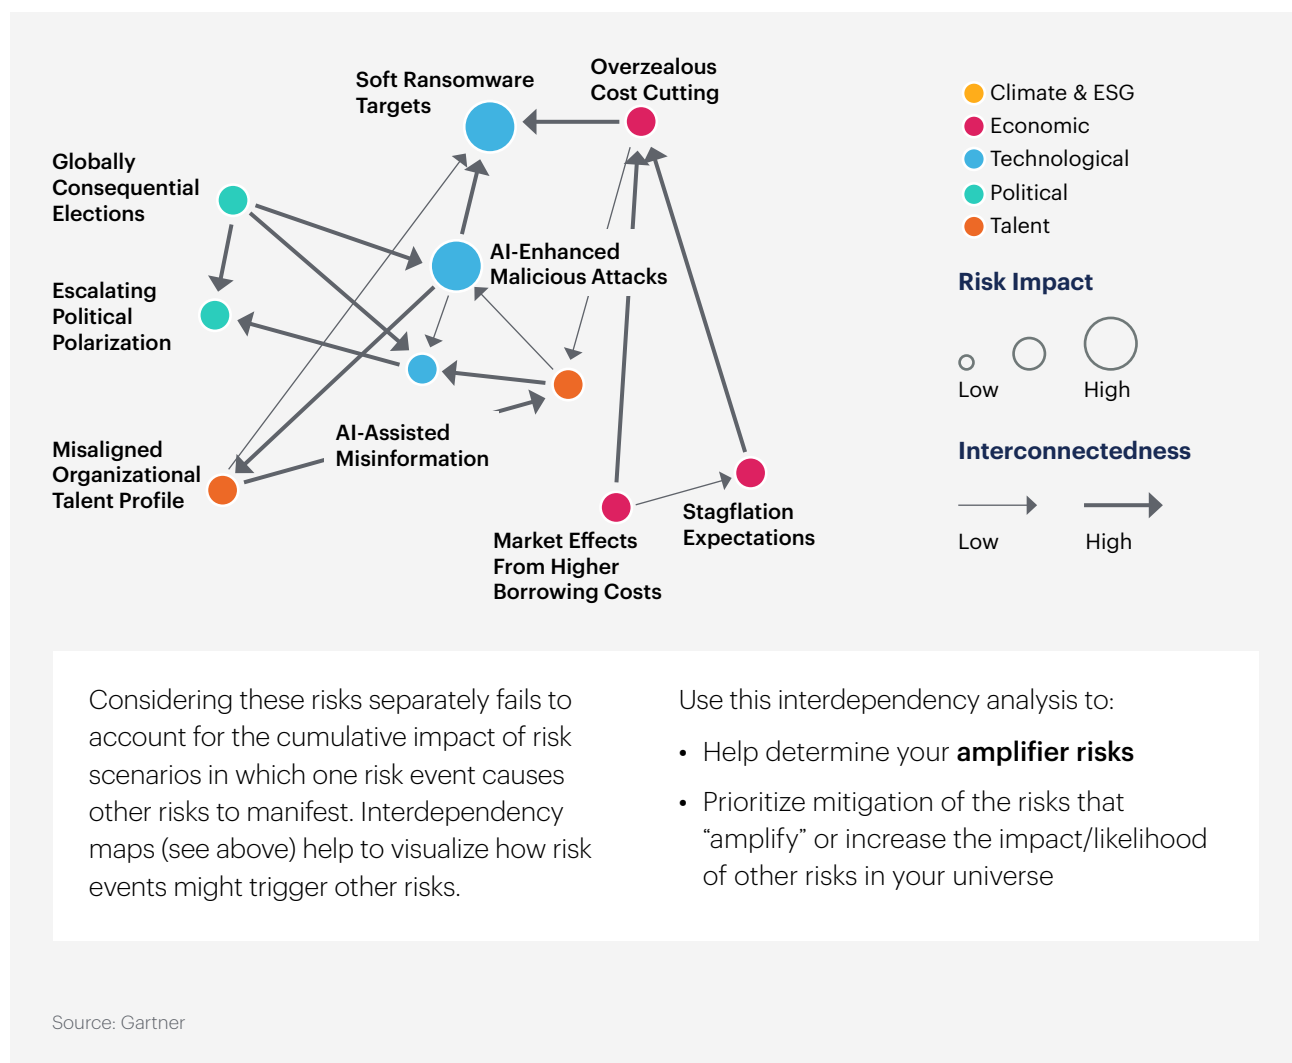 Soft Ransomware
Targets
Overzealous
Cost Cutting
Globally
Consequential
Elections
AI-Enhanced
Malicious Attacks
Escalating
Political
Polarization
AI-Assisted
Misinformation
Misaligned
Organizational
Talent Profile
Market Effects
From Higher
Borrowing Costs
Stagflation
Expectations
Climate & ESG
Economic
Technological
Political
Talent
Risk Impact
Low
High
Interconnectedness
Low
High
Considering these risks separately fails to
account for the cumulative impact of risk
scenarios in which one risk event causes
other risks to manifest. Interdependency
maps (see above) help to visualize how risk
events might trigger other risks.
Use this interdependency analysis to:
• Help determine your amplifier risks
• Prioritize mitigation of the risks that
“amplify” or increase the impact/likelihood
of other risks in your universe
Source: Gartner